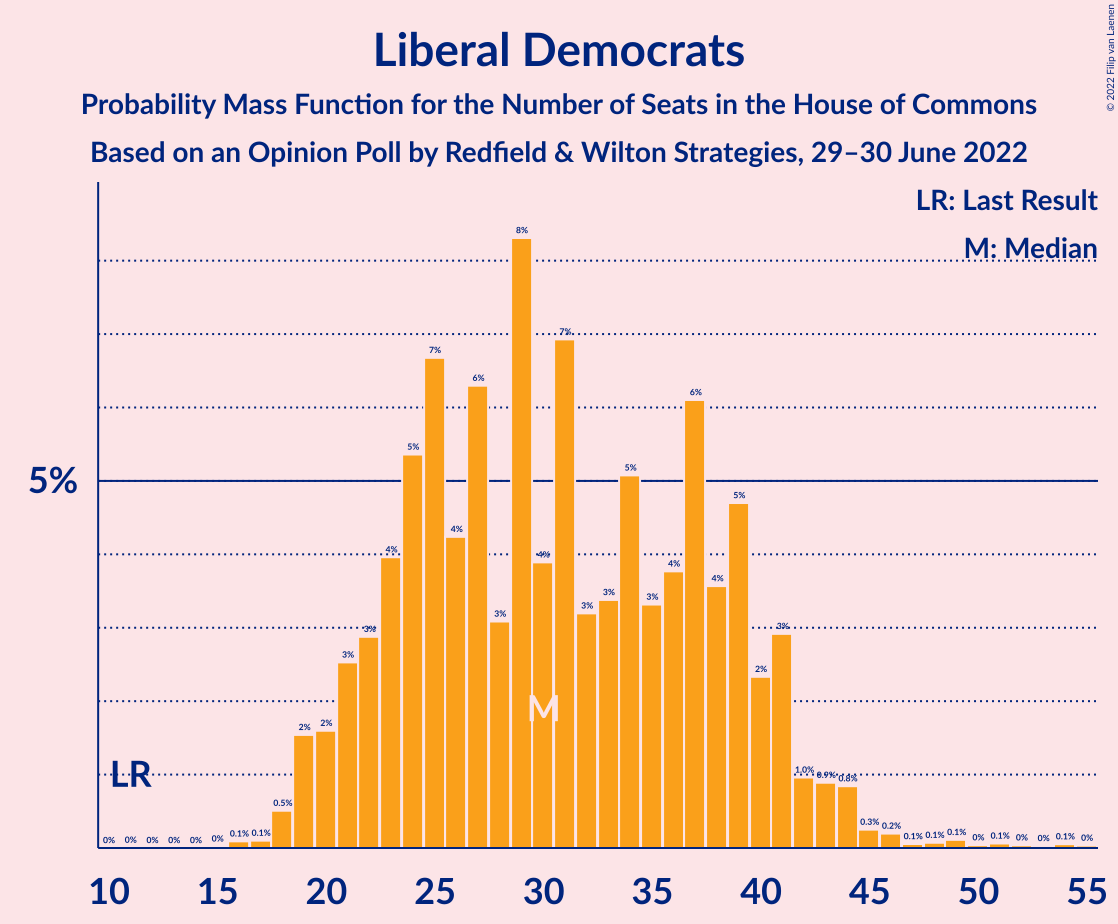 Liberal Democrats
Probability Mass Function for the Number of Seats in the House of Commons
Based on an Opinion Poll by Redfield & Wilton Strategies, 29–30 June 2022
© 2022 Filip van Laenen
LR: Last Result
M: Median
5%
LR
M
0% 0% 0% 0% 0% 0% 0.1% 0.1% 0.5% 2% 2% 3% 3% 4% 5% 7% 4% 6% 3% 8% 4% 7% 3% 3% 5% 3% 4% 6% 4% 5% 2% 3% 1.0% 0.9% 0.8% 0.3% 0.2% 0.1% 0.1% 0.1% 0% 0.1% 0% 0% 0.1% 0%
10 15 20 25 30 35 40 45 50 55